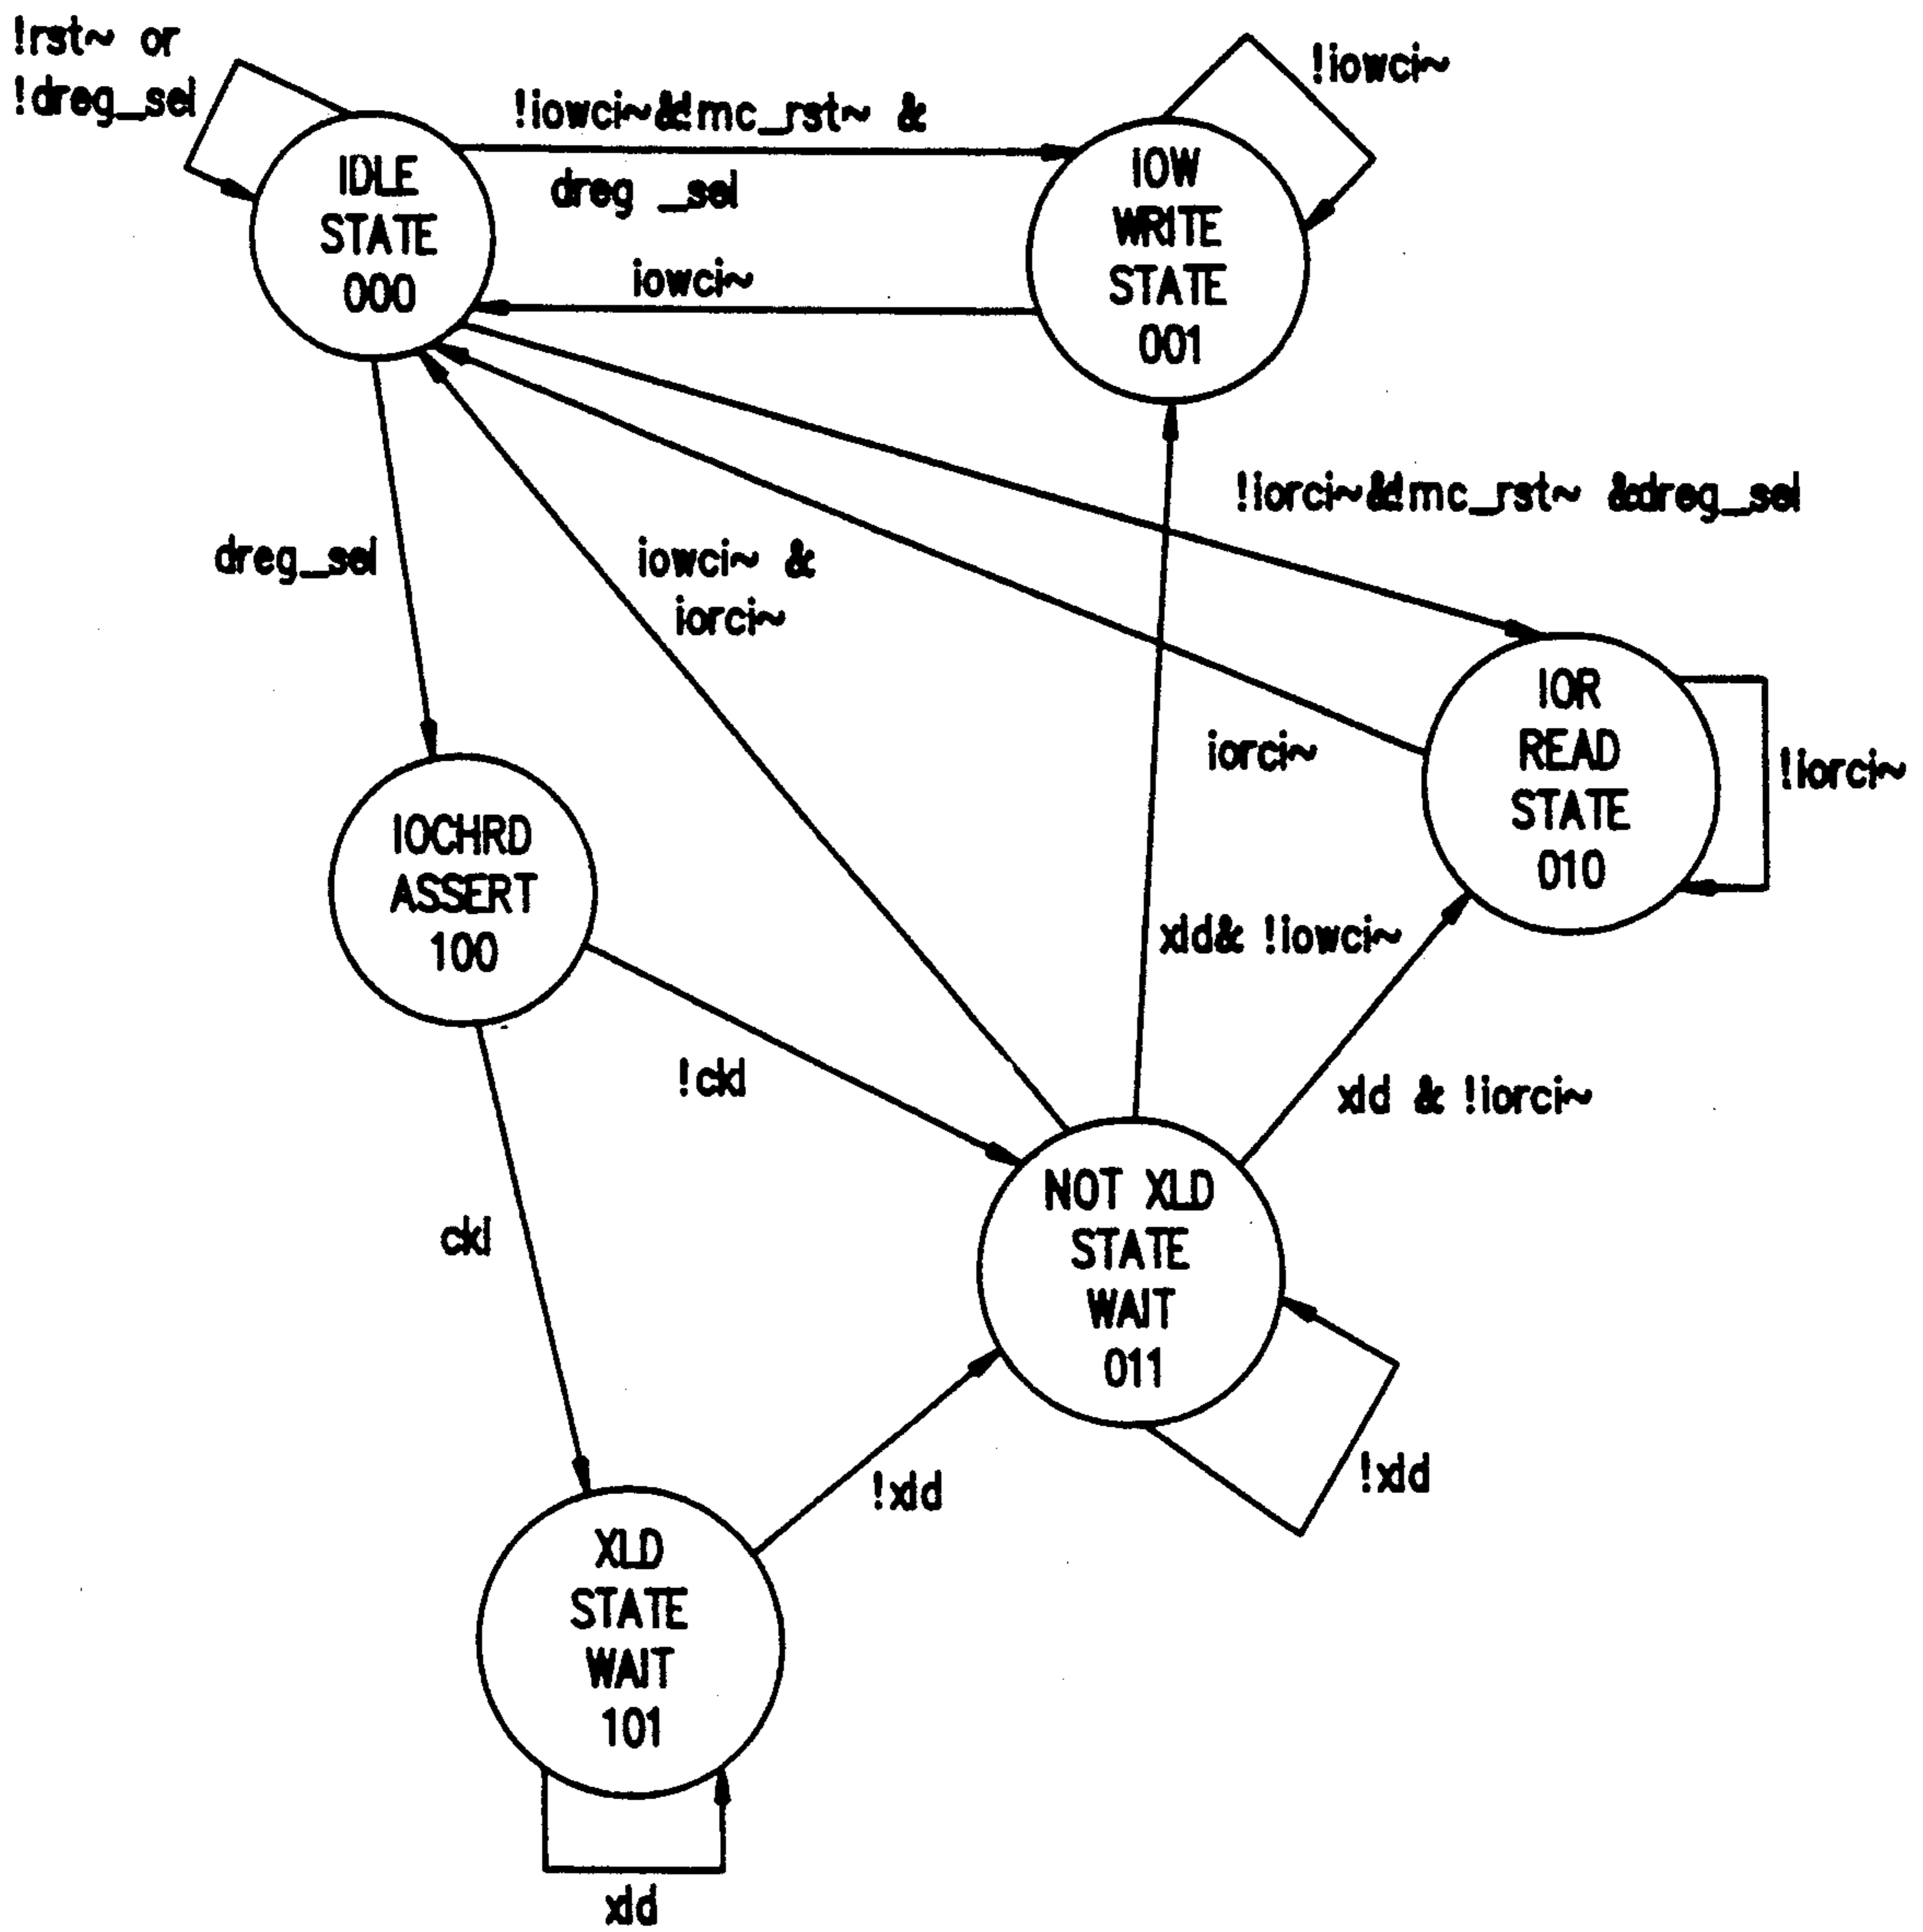 !rst~ or
!dreg_sel
!iowci~&!mc_rst~ &
dreg _sel
!iowci~
IDLE
STATE
000
IOW
WRITE
STATE
001
iowci~
!iorci~&!mc_rst~ &dreg_sel
dreg_sel
iowci~ &
iorci~
iorci~
IOR
READ
STATE
010
!iorci~
IOCHRD
ASSERT
100
xld& !iowci~
!ckl
xld & !iorci~
NOT XLD
STATE
WAIT
011
ckl
!xld
!xld
XLD
STATE
WAIT
101
xld